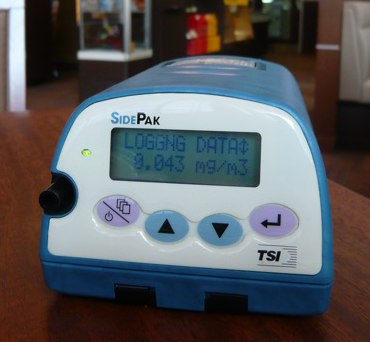 SIDEPAK
LOGGNG DATA↕
0.043 mg/m3
TSI